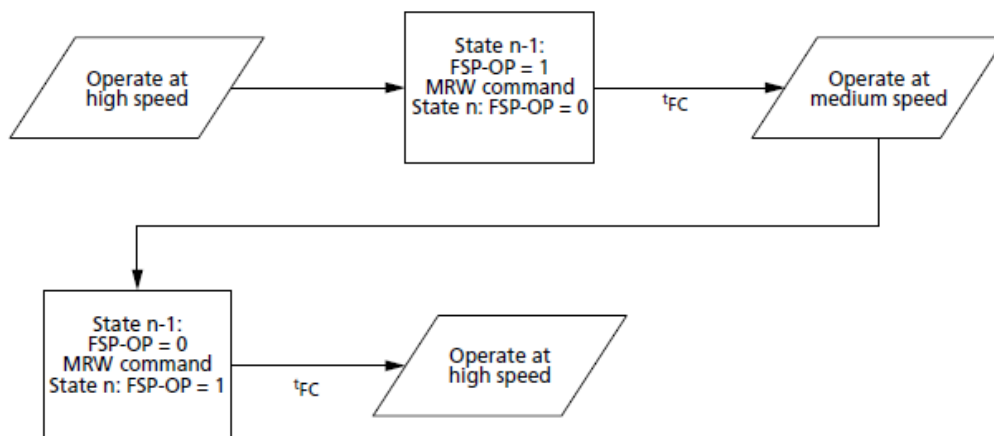 Operate at
high speed
State n-1:
FSP-OP = 1
MRW command
State n: FSP-OP = 0
tFC
Operate at
medium speed
State n-1:
FSP-OP = 0
MRW command
State n: FSP-OP = 1
tFC
Operate at
high speed